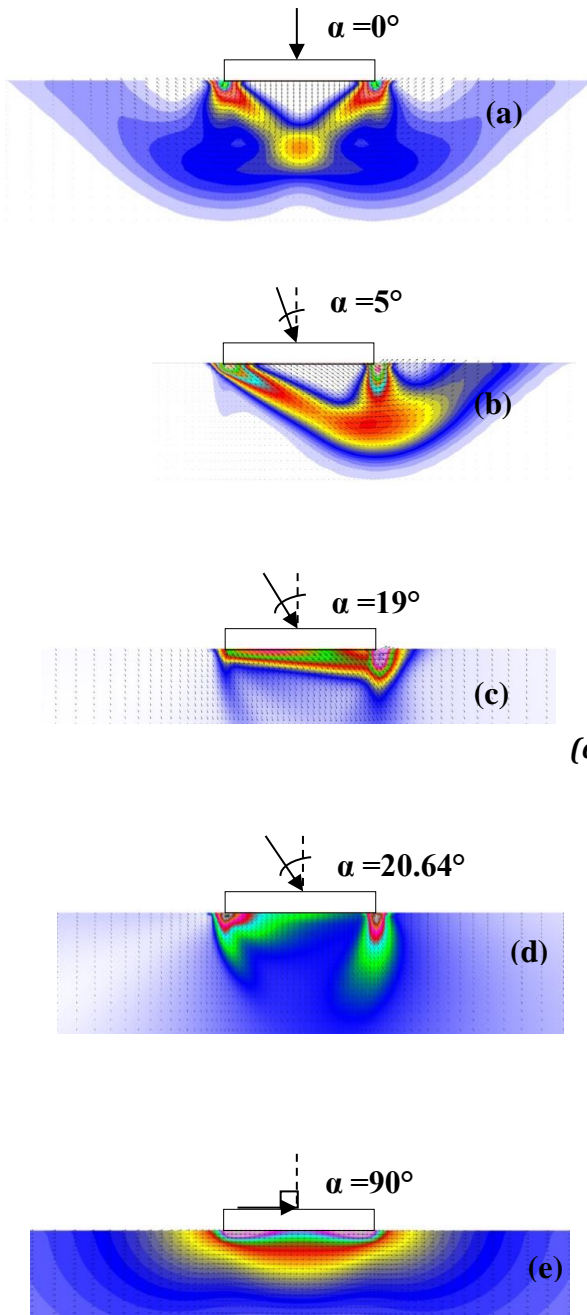 α =0°
(a)
α =5°
(b)
α =19°
(c)
α =20.64°
(d)
α =90°
(e)